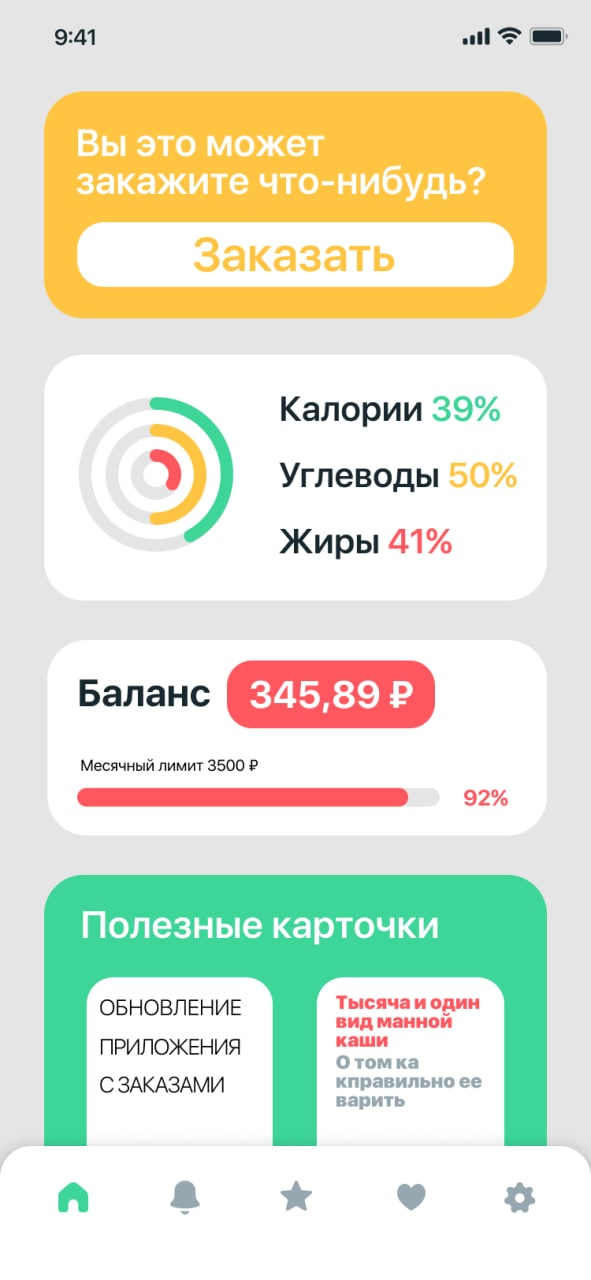 9:41
Вы это может
закажите что-нибудь?
Заказать
Калории 39%
Углеводы 50%
Жиры 41%
Баланс 345,89 ₽
Месячный лимит 3500 ₽
92%
Полезные карточки
ОБНОВЛЕНИЕ
ПРИЛОЖЕНИЯ
С ЗАКАЗАМИ
Тысяча и один
вид манной
каши
О том ка
кправильно ее
варить